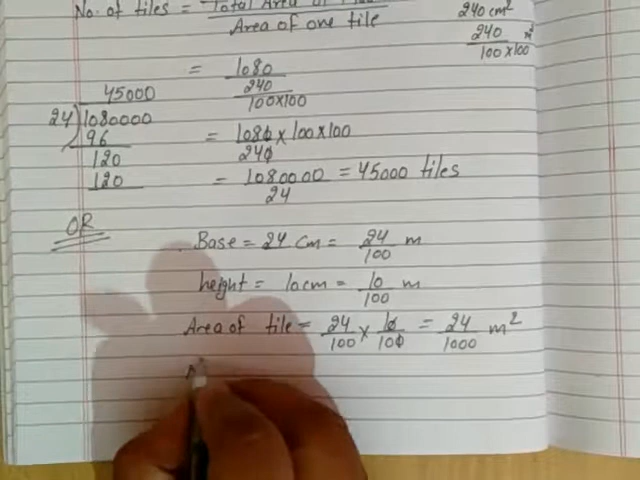 No. of tiles = Total Area of
Area of one tile
240 cm²
240 m²
100×100
= 1080
240
100×100
45000
24)1080000
96
120
120
= 1080×100×100
240
= 1080000 = 45000 tiles
24
OR
Base = 24 cm = 24/100 m
height = 10cm = 10/100 m
Area of tile = 24/100 × 10/100 = 24/1000 m²